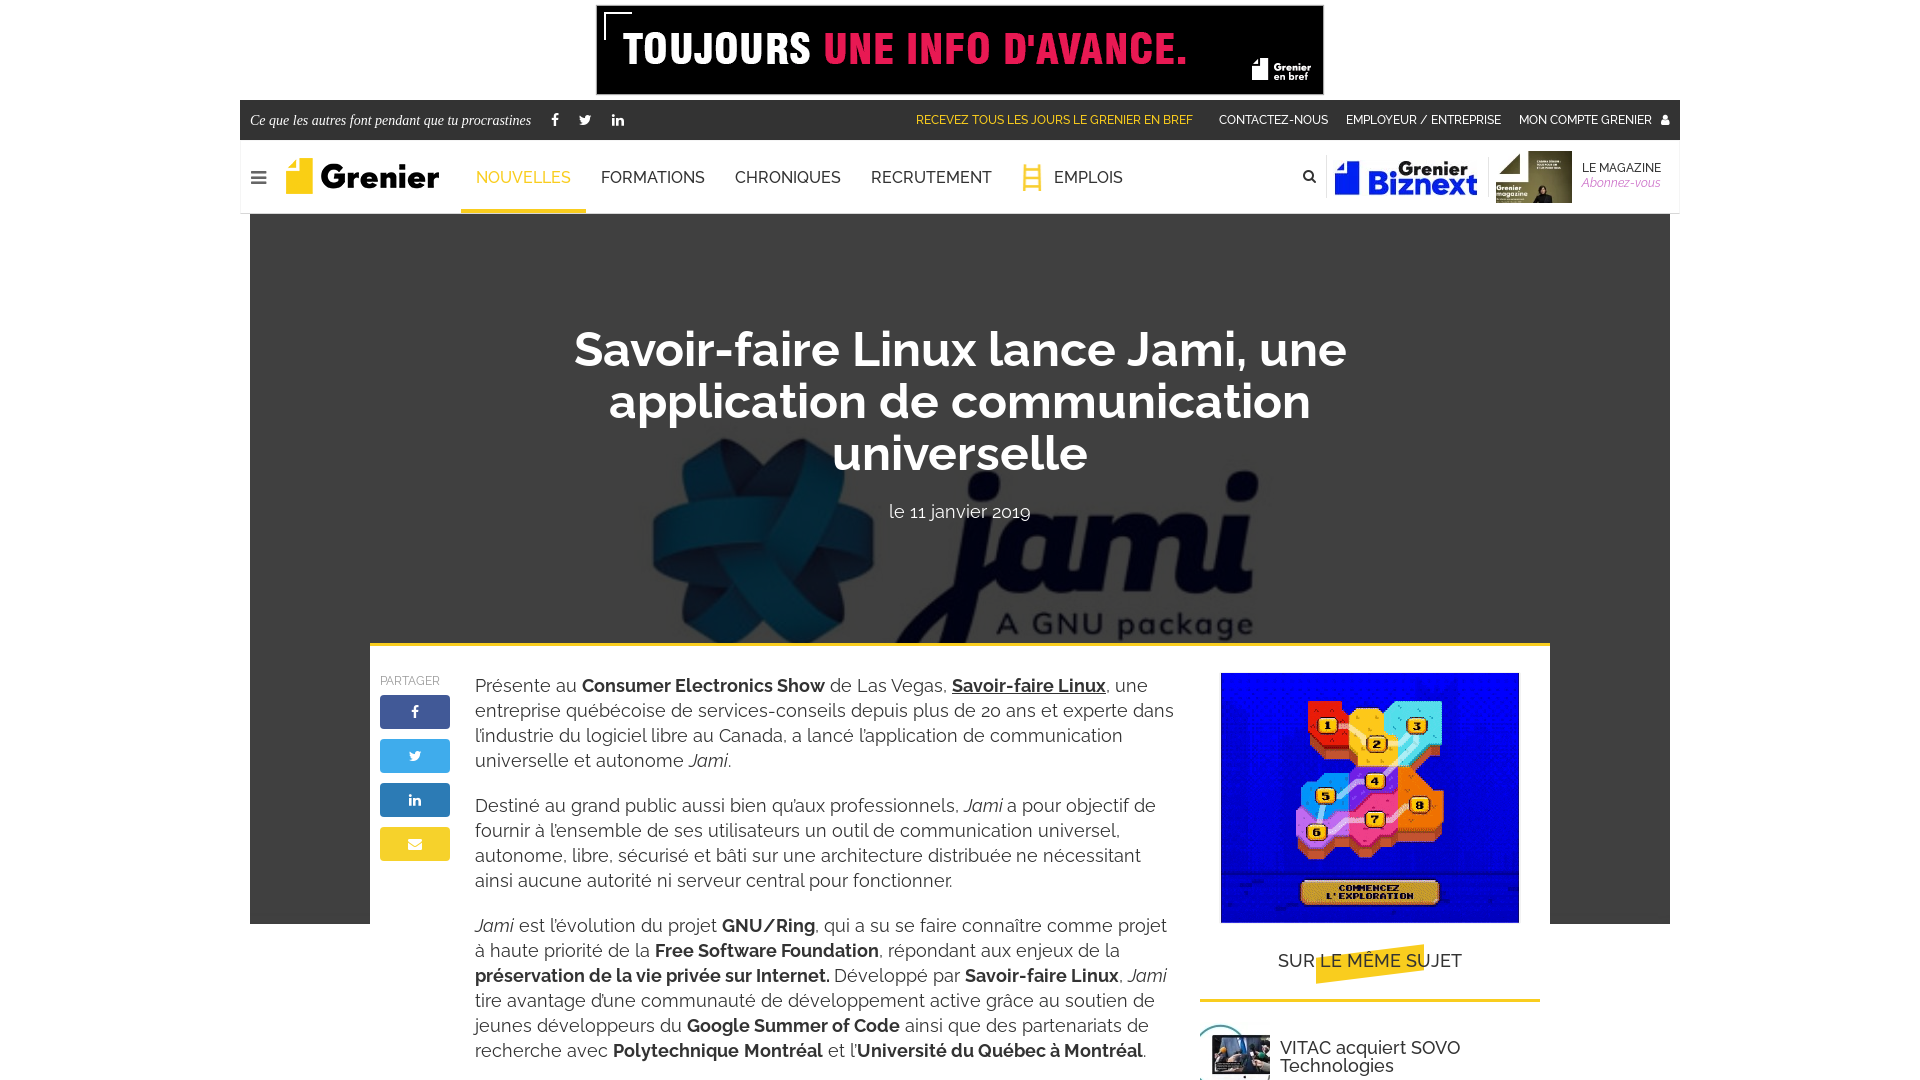 TOUJOURS UNE INFO D'AVANCE.
Grenier
en bref
Ce que les autres font pendant que tu procrastines
RECEVEZ TOUS LES JOURS LE GRENIER EN BREF
CONTACTEZ-NOUS
EMPLOYEUR / ENTREPRISE
MON COMPTE GRENIER
Grenier
NOUVELLES
FORMATIONS
CHRONIQUES
RECRUTEMENT
EMPLOIS
Grenier
Biznext
Grenier
magazine
LE MAGAZINE
Abonnez-vous
Savoir-faire Linux lance Jami, une
application de communication
universelle
le 11 janvier 2019
jami
A GNU package
PARTAGER
Présente au Consumer Electronics Show de Las Vegas, Savoir-faire Linux, une
entreprise québécoise de services-conseils depuis plus de 20 ans et experte dans
l’industrie du logiciel libre au Canada, a lancé l’application de communication
universelle et autonome Jami.
Destiné au grand public aussi bien qu’aux professionnels, Jami a pour objectif de
fournir à l’ensemble de ses utilisateurs un outil de communication universel,
autonome, libre, sécurisé et bâti sur une architecture distribuée ne nécessitant
ainsi aucune autorité ni serveur central pour fonctionner.
Jami est l’évolution du projet GNU/Ring, qui a su se faire connaître comme projet
à haute priorité de la Free Software Foundation, répondant aux enjeux de la
préservation de la vie privée sur Internet. Développé par Savoir-faire Linux, Jami
tire avantage d’une communauté de développement active grâce au soutien de
jeunes développeurs du Google Summer of Code ainsi que des partenariats de
recherche avec Polytechnique Montréal et l’Université du Québec à Montréal.
1
2
3
4
5
6
7
8
COMMENCEZ
L'EXPLORATION
SUR LE MÊME SUJET
VITAC acquiert SOVO
Technologies